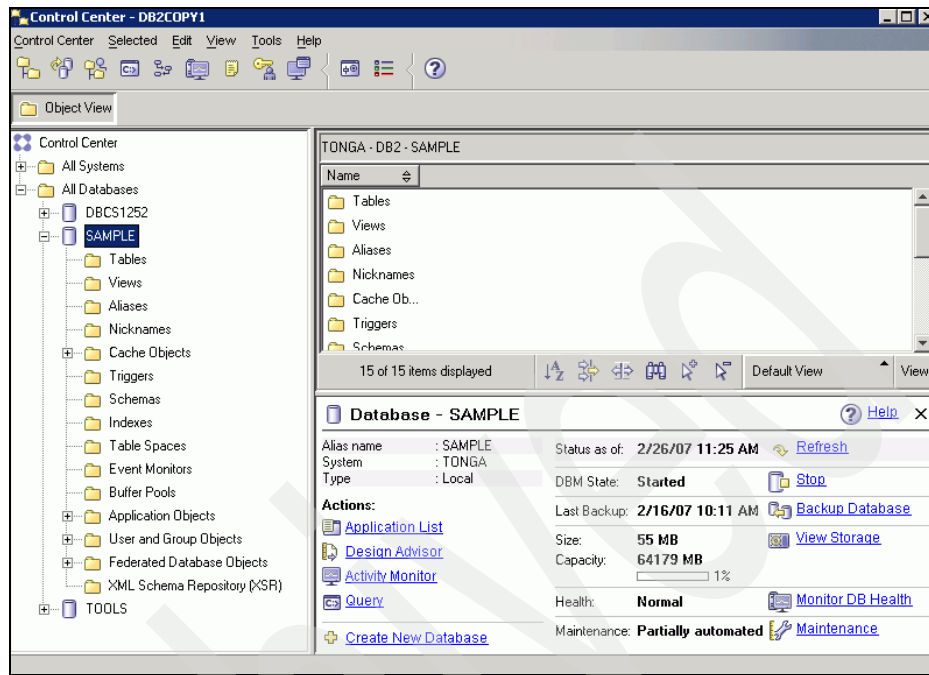 Control Center - DB2COPY1
Control Center Selected Edit View Tools Help
Object View
Control Center
All Systems
All Databases
DBCS1252
SAMPLE
Tables
Views
Aliases
Nicknames
Cache Objects
Triggers
Schemas
Indexes
Table Spaces
Event Monitors
Buffer Pools
Application Objects
User and Group Objects
Federated Database Objects
XML Schema Repository (XSR)
TOOLS
TONGA - DB2 - SAMPLE
Name
Tables
Views
Aliases
Nicknames
Cache Ob...
Triggers
Schemas
15 of 15 items displayed
Default View
View
Database - SAMPLE
Help
Alias name : SAMPLE
System : TONGA
Type : Local
Actions:
Application List
Design Advisor
Activity Monitor
Query
Create New Database
Status as of: 2/26/07 11:25 AM Refresh
DBM State: Started Stop
Last Backup: 2/16/07 10:11 AM Backup Database
Size: 55 MB View Storage
Capacity: 64179 MB
1%
Health: Normal Monitor DB Health
Maintenance: Partially automated Maintenance